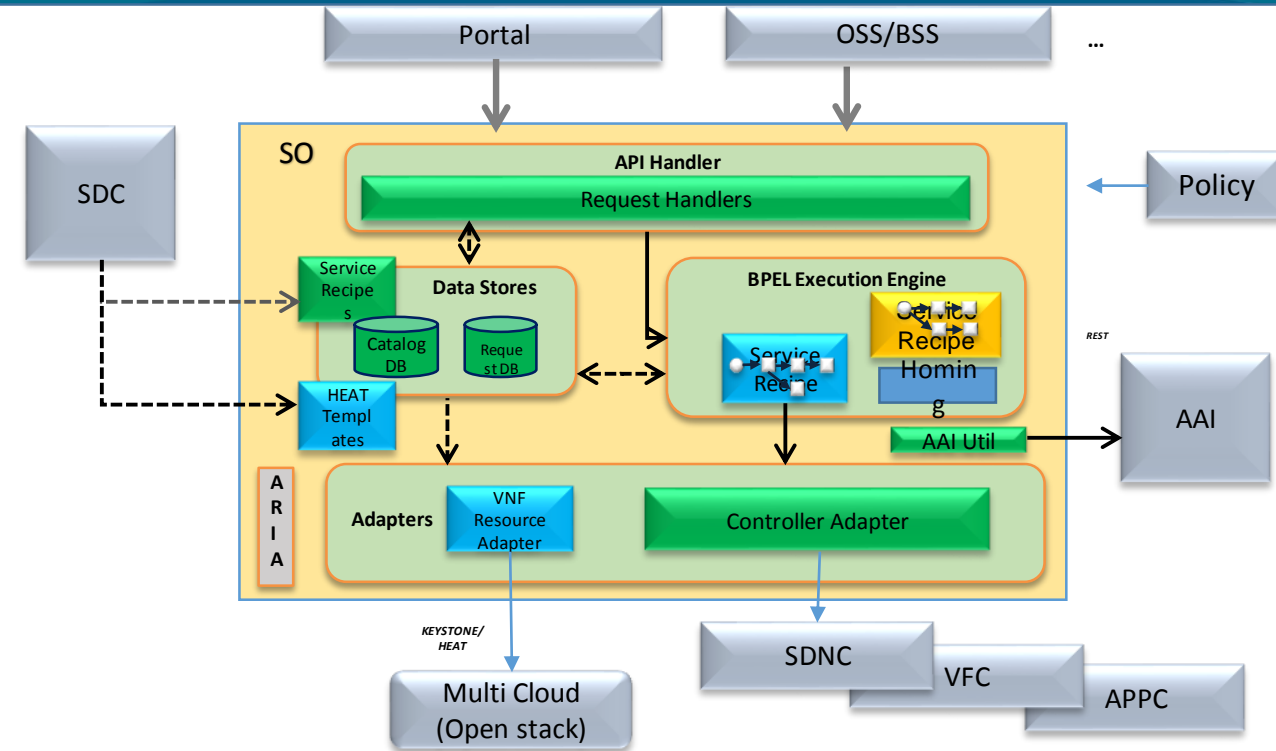 Portal
OSS/BSS
...
SDC
SO
API Handler
Request Handlers
Policy
Service
Recipe
s
Data Stores
Catalog
DB
Reque
st DB
BPEL Execution Engine
Service
Recipe
Service
Recipe
Homin
g
REST
HEAT
Templ
ates
AAI Util
AAI
A
R
I
A
Adapters
VNF
Resource
Adapter
Controller Adapter
KEYSTONE/
HEAT
Multi Cloud
(Open stack)
SDNC
VFC
APPC